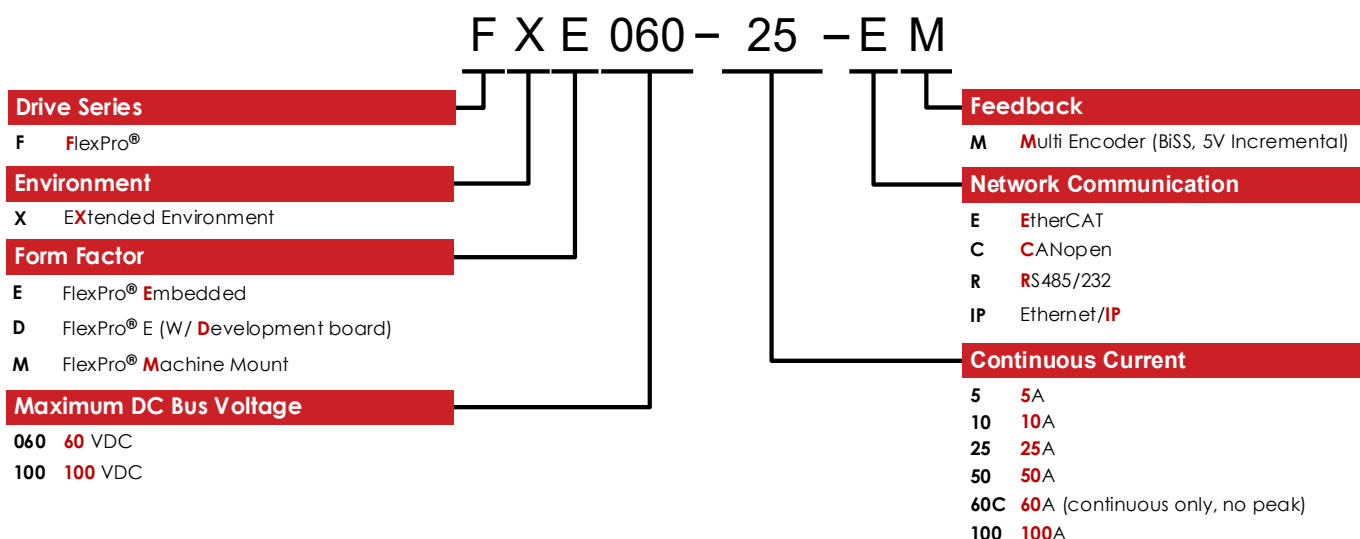 F X E 060 – 25 – E M
Drive Series
F FlexPro®
Environment
X EXtended Environment
Form Factor
E FlexPro® Embedded
D FlexPro® E (W/ Development board)
M FlexPro® Machine Mount
Maximum DC Bus Voltage
060 60 VDC
100 100 VDC
Feedback
M Multi Encoder (BiSS, 5V Incremental)
Network Communication
E EtherCAT
C CANopen
R RS485/232
IP Ethernet/IP
Continuous Current
5 5A
10 10A
25 25A
50 50A
60C 60A (continuous only, no peak)
100 100A